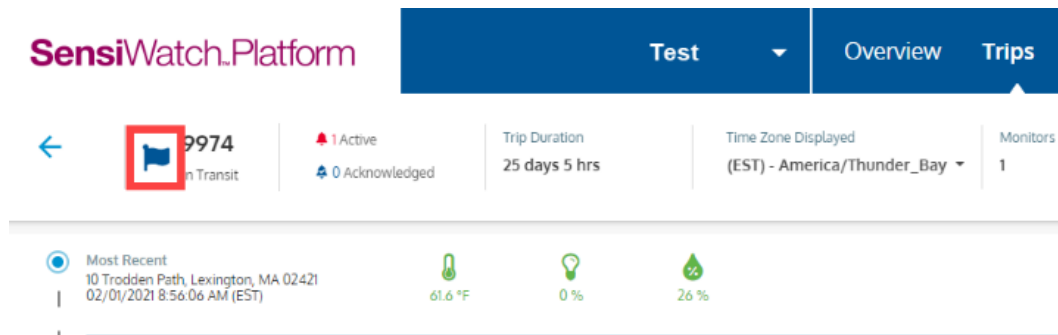 SensiWatch Platform
Test
Overview
Trips
9974
In Transit
1 Active
0 Acknowledged
Trip Duration
25 days 5 hrs
Time Zone Displayed
(EST) - America/Thunder_Bay
Monitors
1
Most Recent
10 Trodden Path, Lexington, MA 02421
02/01/2021 8:56:06 AM (EST)
61.6 °F
0 %
26 %